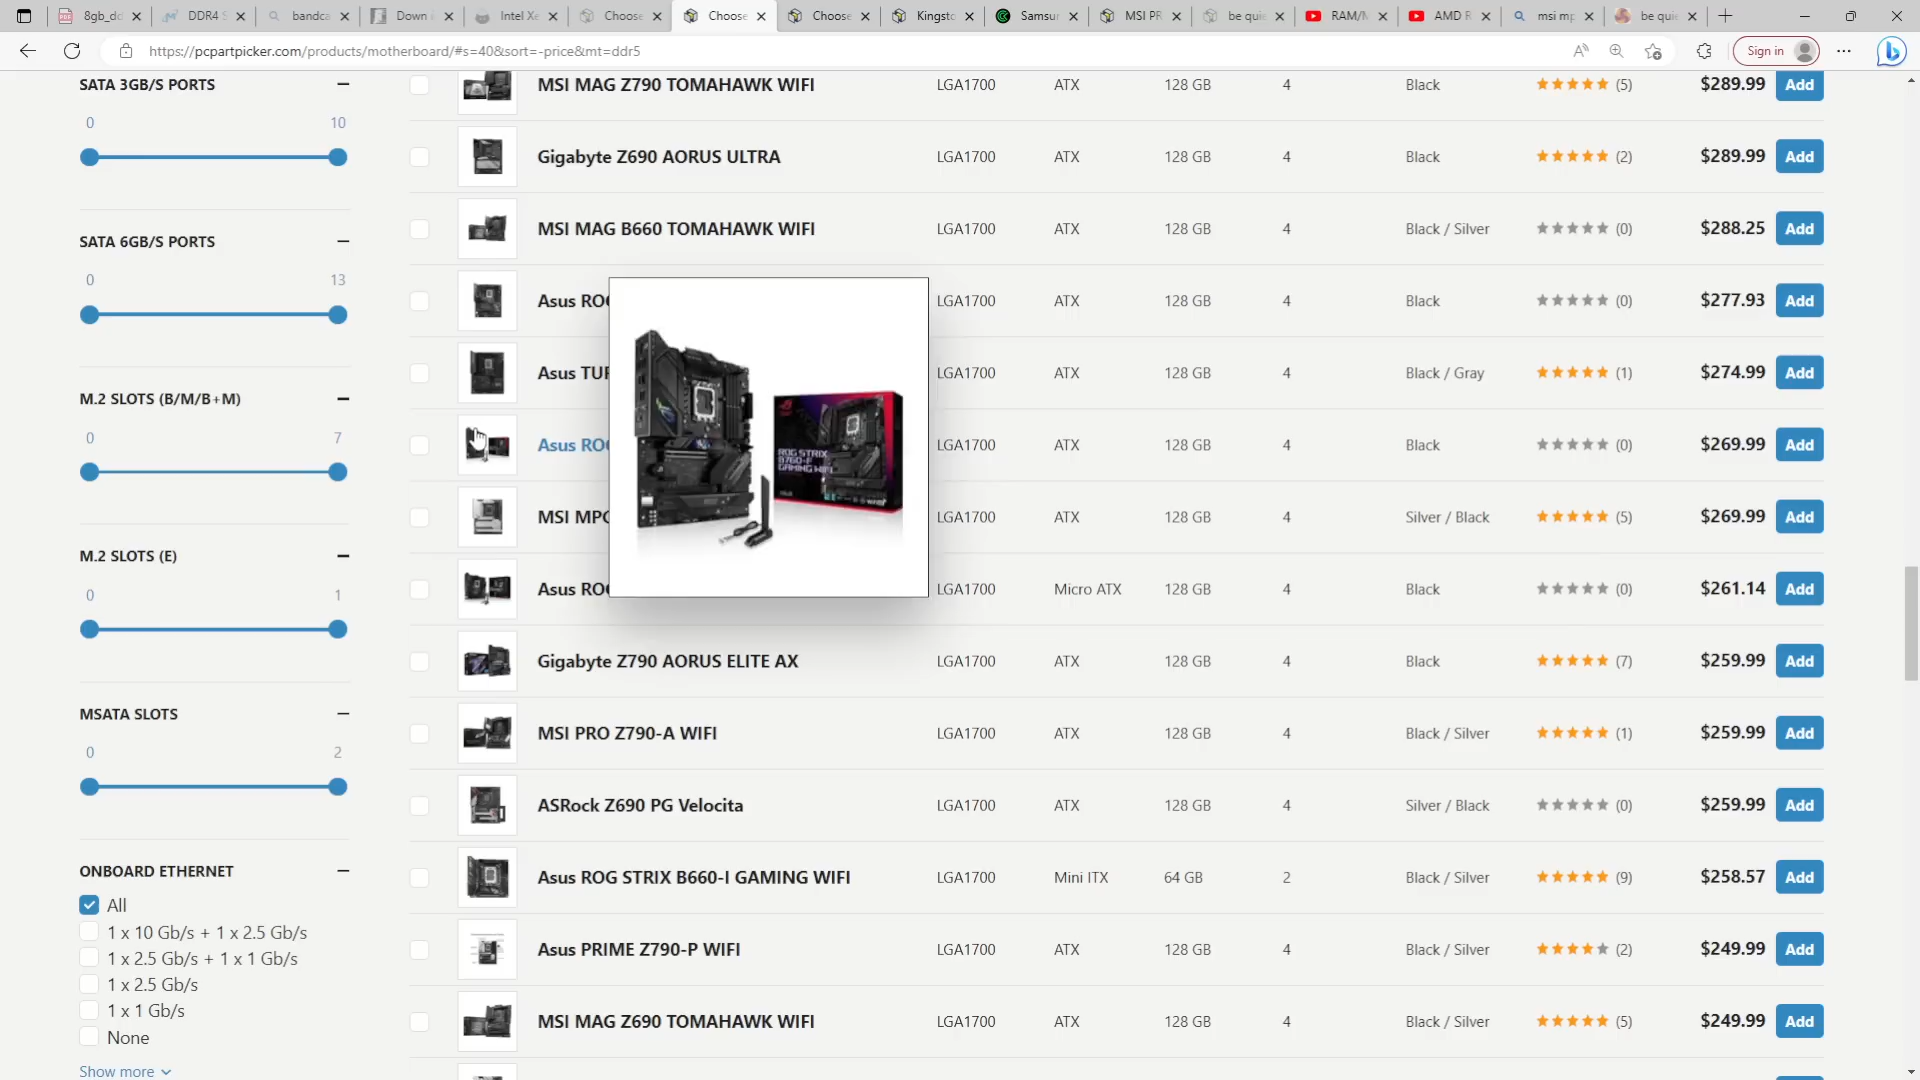 8gb_dd
DDR4 S
bandca
Down i
Intel Xe
Choose
Choose
Choose
Kingsto
Samsur
MSI PR
be quie
RAM/M
AMD R
msi mp
be quie
https://pcpartpicker.com/products/motherboard/#s=40&sort=-price&mt=ddr5
Sign in
SATA 3GB/S PORTS
0 10
SATA 6GB/S PORTS
0 13
M.2 SLOTS (B/M/B+M)
0 7
M.2 SLOTS (E)
0 1
MSATA SLOTS
0 2
ONBOARD ETHERNET
All
1 x 10 Gb/s + 1 x 2.5 Gb/s
1 x 2.5 Gb/s + 1 x 1 Gb/s
1 x 2.5 Gb/s
1 x 1 Gb/s
None
Show more
MSI MAG Z790 TOMAHAWK WIFI LGA1700 ATX 128 GB 4 Black (5) $289.99 Add
Gigabyte Z690 AORUS ULTRA LGA1700 ATX 128 GB 4 Black (2) $289.99 Add
MSI MAG B660 TOMAHAWK WIFI LGA1700 ATX 128 GB 4 Black / Silver (0) $288.25 Add
Asus ROG LGA1700 ATX 128 GB 4 Black (0) $277.93 Add
Asus TUF LGA1700 ATX 128 GB 4 Black / Gray (1) $274.99 Add
Asus ROG LGA1700 ATX 128 GB 4 Black (0) $269.99 Add
ROG STRIX
B760-F
GAMING WIFI
MSI MPG LGA1700 ATX 128 GB 4 Silver / Black (5) $269.99 Add
Asus ROG LGA1700 Micro ATX 128 GB 4 Black (0) $261.14 Add
Gigabyte Z790 AORUS ELITE AX LGA1700 ATX 128 GB 4 Black (7) $259.99 Add
MSI PRO Z790-A WIFI LGA1700 ATX 128 GB 4 Black / Silver (1) $259.99 Add
ASRock Z690 PG Velocita LGA1700 ATX 128 GB 4 Silver / Black (0) $259.99 Add
Asus ROG STRIX B660-I GAMING WIFI LGA1700 Mini ITX 64 GB 2 Black / Silver (9) $258.57 Add
Asus PRIME Z790-P WIFI LGA1700 ATX 128 GB 4 Black / Silver (2) $249.99 Add
MSI MAG Z690 TOMAHAWK WIFI LGA1700 ATX 128 GB 4 Black / Silver (5) $249.99 Add